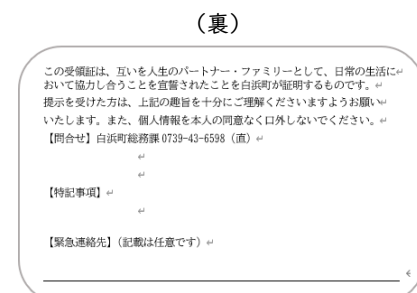 （裏）
この受領証は、互いを人生のパートナー・ファミリーとして、日常の生活に
おいて協力し合うことを宣誓されたことを白浜町が証明するものです。
提示を受けた方は、上記の趣旨を十分にご理解くださいますようお願い
いたします。また、個人情報を本人の同意なく口外しないでください。
【問合せ】白浜町総務課 0739-43-6598（直）
【特記事項】
【緊急連絡先】（記載は任意です）